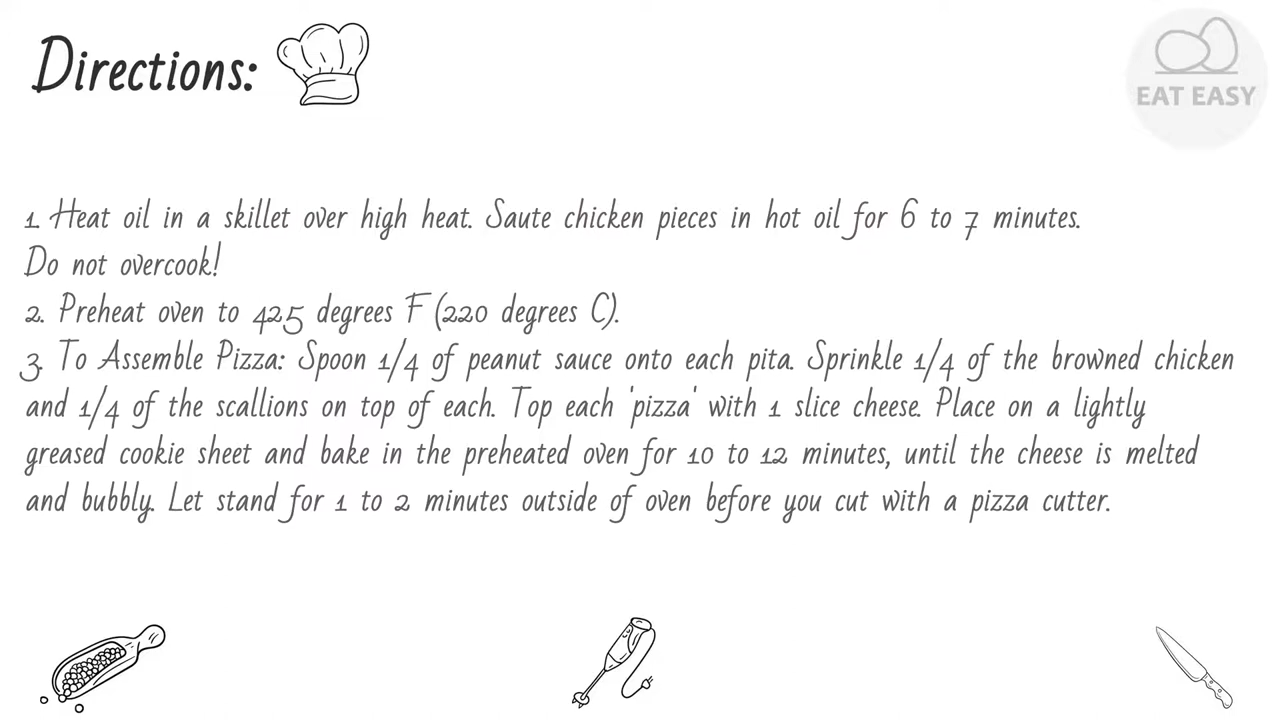 Directions:
EAT EASY
1. Heat oil in a skillet over high heat. Saute chicken pieces in hot oil for 6 to 7 minutes.
Do not overcook!
2. Preheat oven to 425 degrees F (220 degrees C).
3. To Assemble Pizza: Spoon 1/4 of peanut sauce onto each pita. Sprinkle 1/4 of the browned chicken
and 1/4 of the scallions on top of each. Top each 'pizza' with 1 slice cheese. Place on a lightly
greased cookie sheet and bake in the preheated oven for 10 to 12 minutes, until the cheese is melted
and bubbly. Let stand for 1 to 2 minutes outside of oven before you cut with a pizza cutter.